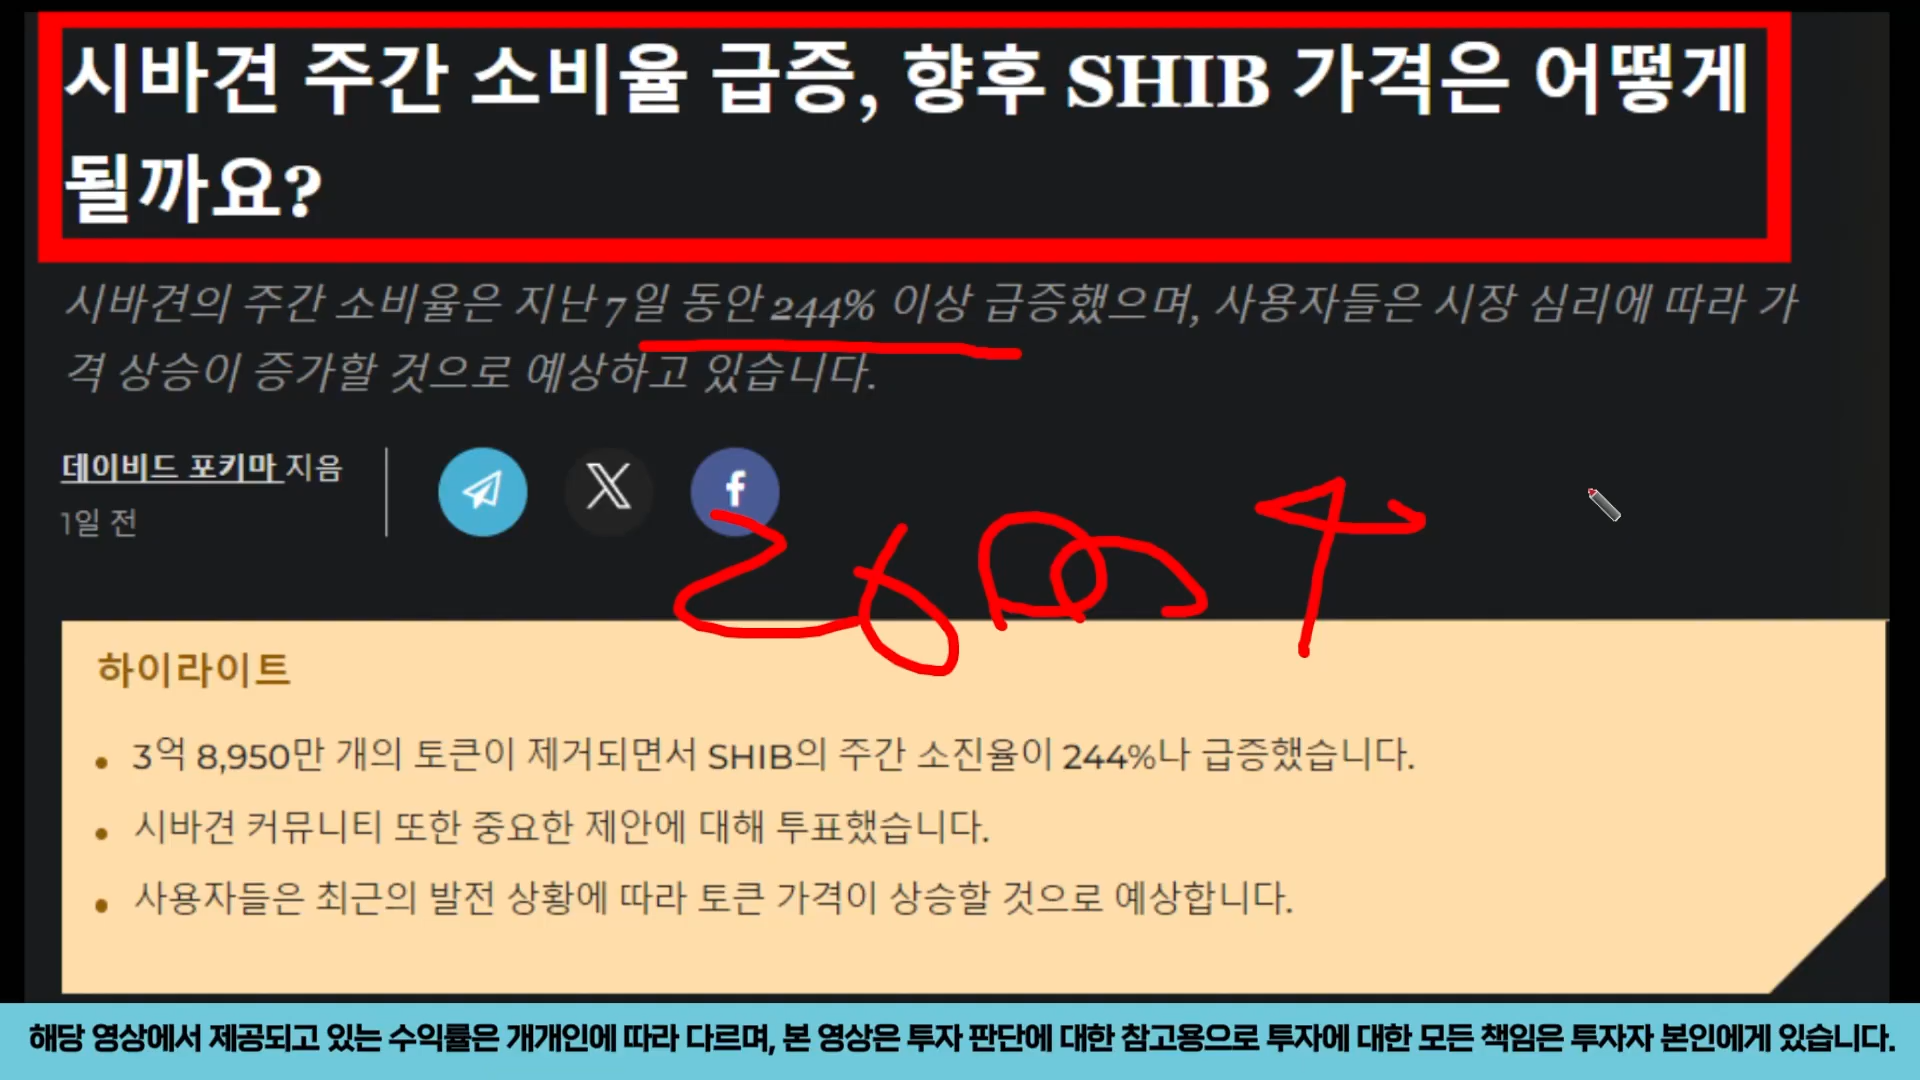 시바견 주간 소비율 급증, 향후 SHIB 가격은 어떻게
될까요?
시바견의 주간 소비율은 지난 7일 동안 244% 이상 급증했으며, 사용자들은 시장 심리에 따라 가
격 상승이 증가할 것으로 예상하고 있습니다.
데이비드 포키마 지음
1일 전
하이라이트
• 3억 8,950만 개의 토큰이 제거되면서 SHIB의 주간 소진율이 244%나 급증했습니다.
• 시바견 커뮤니티 또한 중요한 제안에 대해 투표했습니다.
• 사용자들은 최근의 발전 상황에 따라 토큰 가격이 상승할 것으로 예상합니다.
해당 영상에서 제공되고 있는 수익률은 개개인에 따라 다르며, 본 영상은 투자 판단에 대한 참고용으로 투자에 대한 모든 책임은 투자자 본인에게 있습니다.